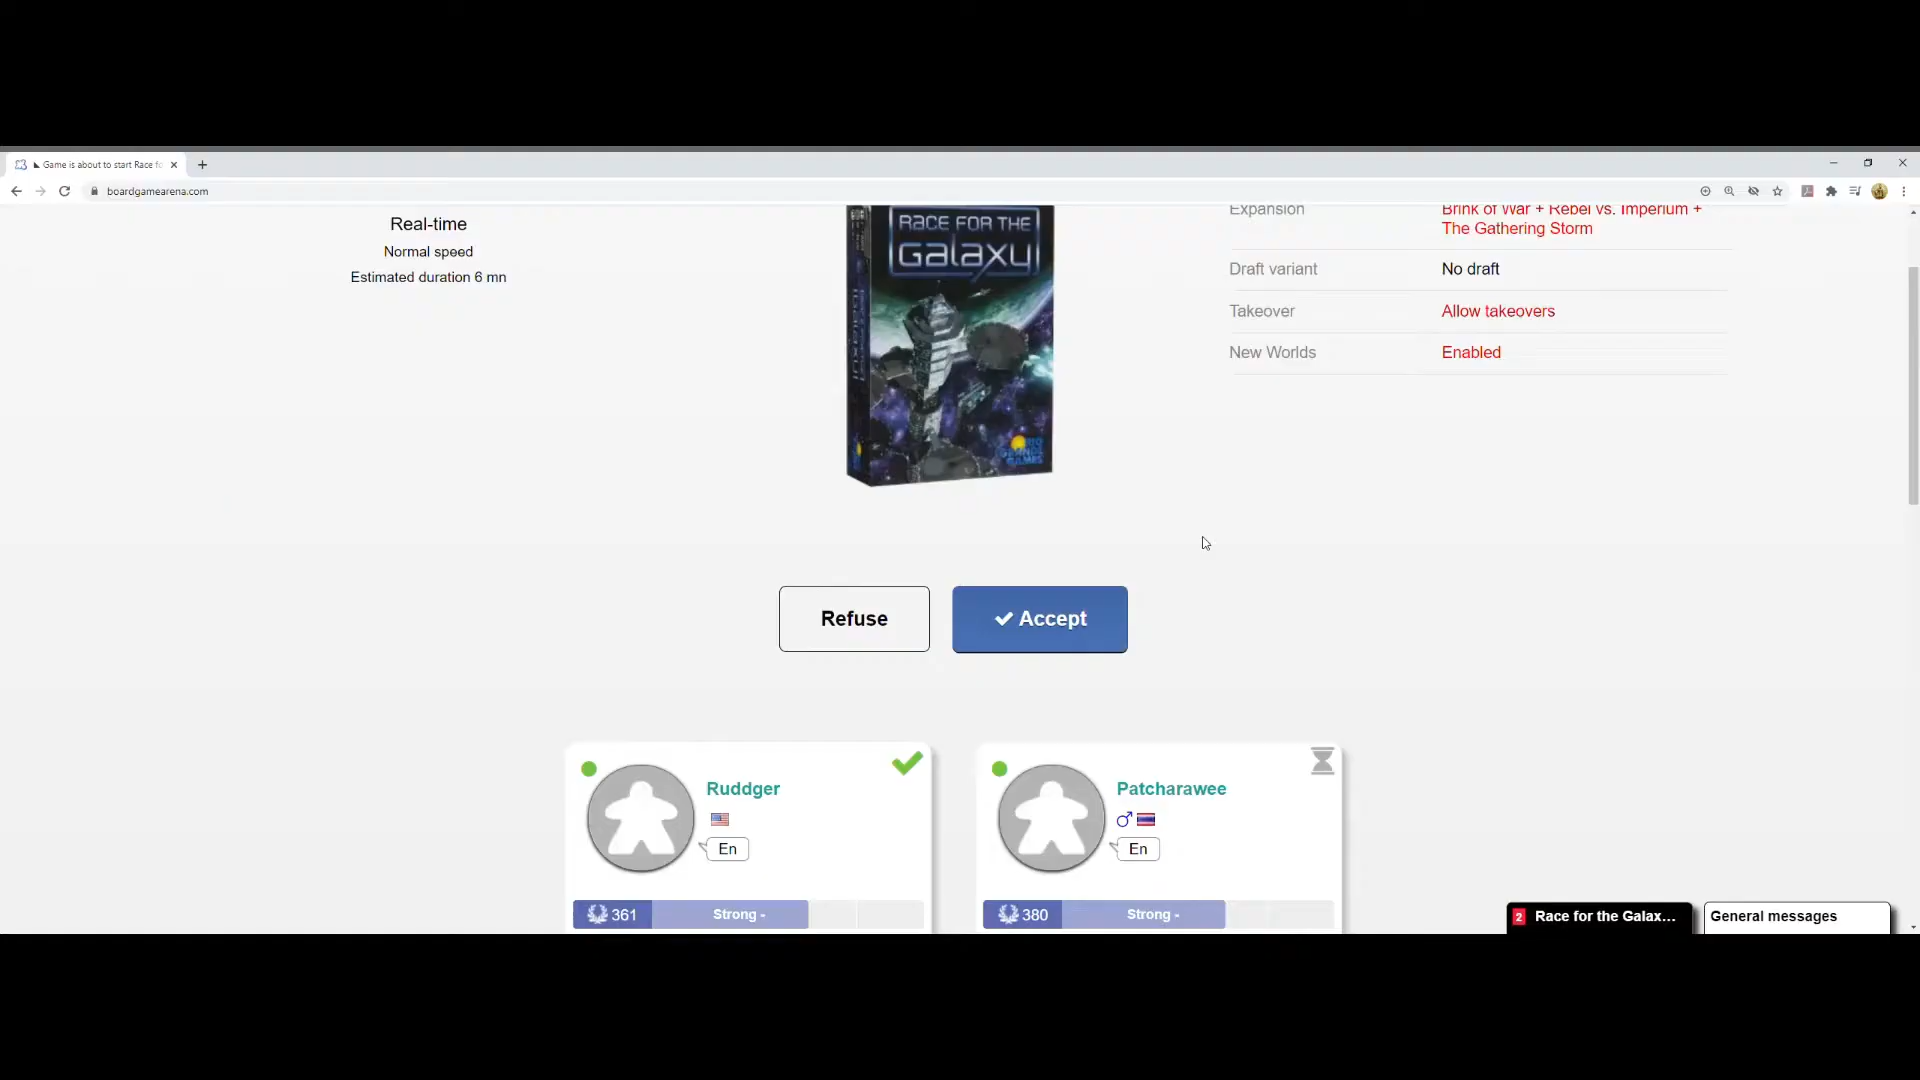 Game is about to start Race fo
boardgamearena.com
Real-time
Normal speed
Estimated duration 6 mn
RACE FOR THE
Galaxy
RIO
GRANDE
GAMES
Expansion
Brink of War + Rebel vs. Imperium +
The Gathering Storm
Draft variant
No draft
Takeover
Allow takeovers
New Worlds
Enabled
Refuse
Accept
Ruddger
En
361
Strong -
Patcharawee
En
380
Strong -
2
Race for the Galax...
General messages